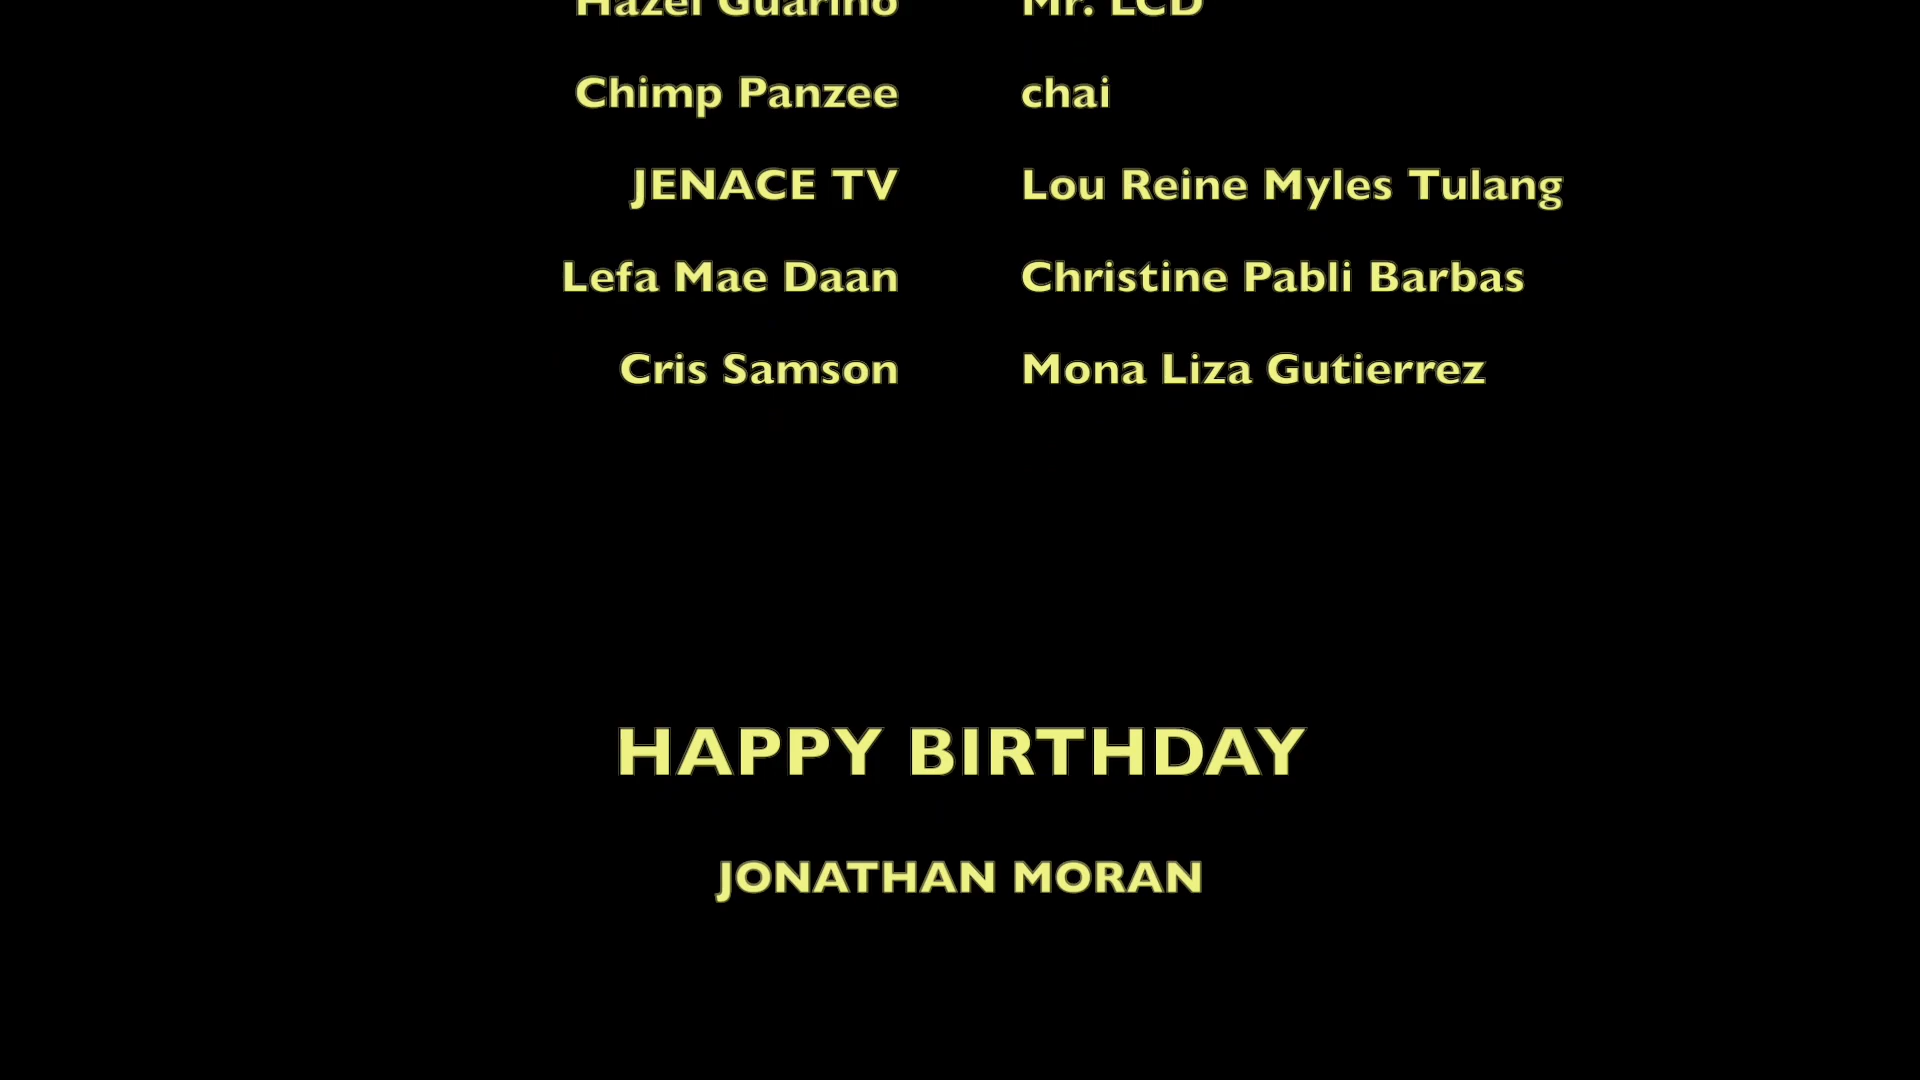 Hazel Guarino Mr. LCD
Chimp Panzee chai
JENACE TV Lou Reine Myles Tulang
Lefa Mae Daan Christine Pabli Barbas
Cris Samson Mona Liza Gutierrez
HAPPY BIRTHDAY
JONATHAN MORAN